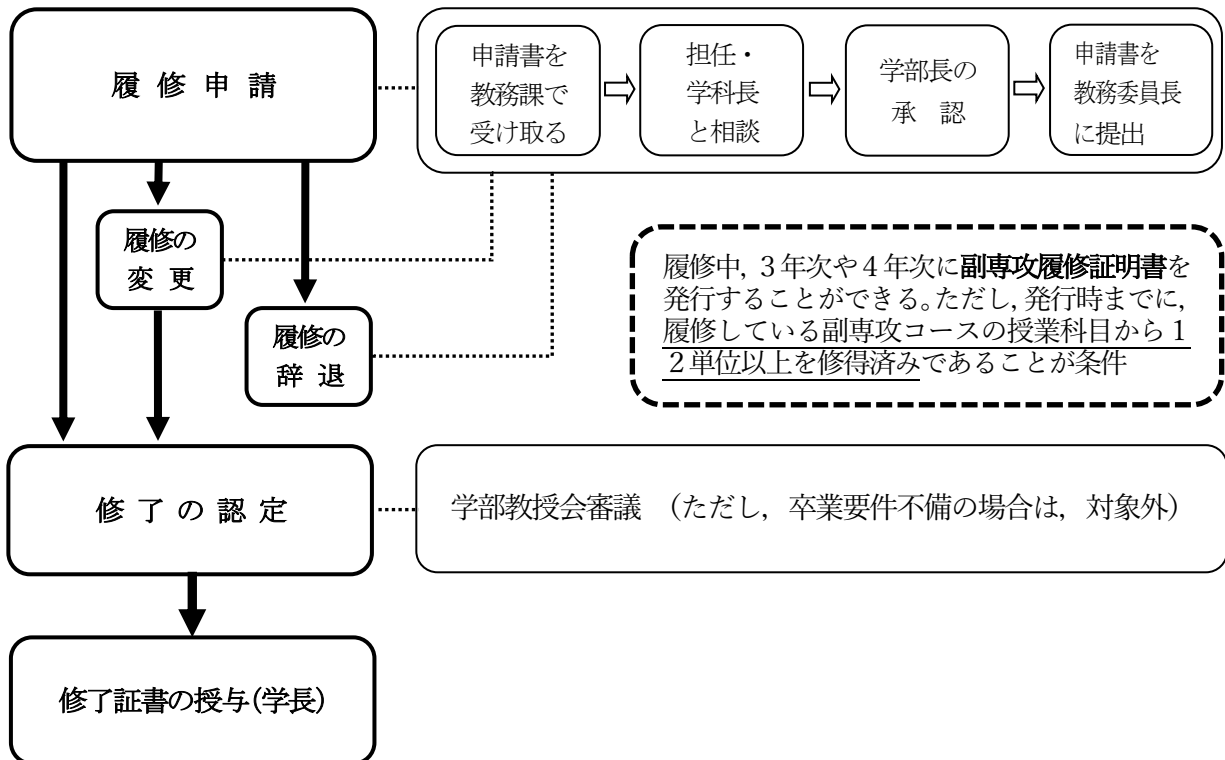 履 修 申 請
申請書を
教務課で
受け取る
担任・
学科長
と相談
学部長の
承　認
申請書を
教務委員長
に提出
履修の
変 更
履修の
辞 退
履修中，３年次や４年次に副専攻履修証明書を
発行することができる。ただし，発行時までに，
履修している副専攻コースの授業科目から１
２単位以上を修得済みであることが条件
修 了 の 認 定
学部教授会審議　（ただし，卒業要件不備の場合は，対象外）
修了証書の授与（学長）